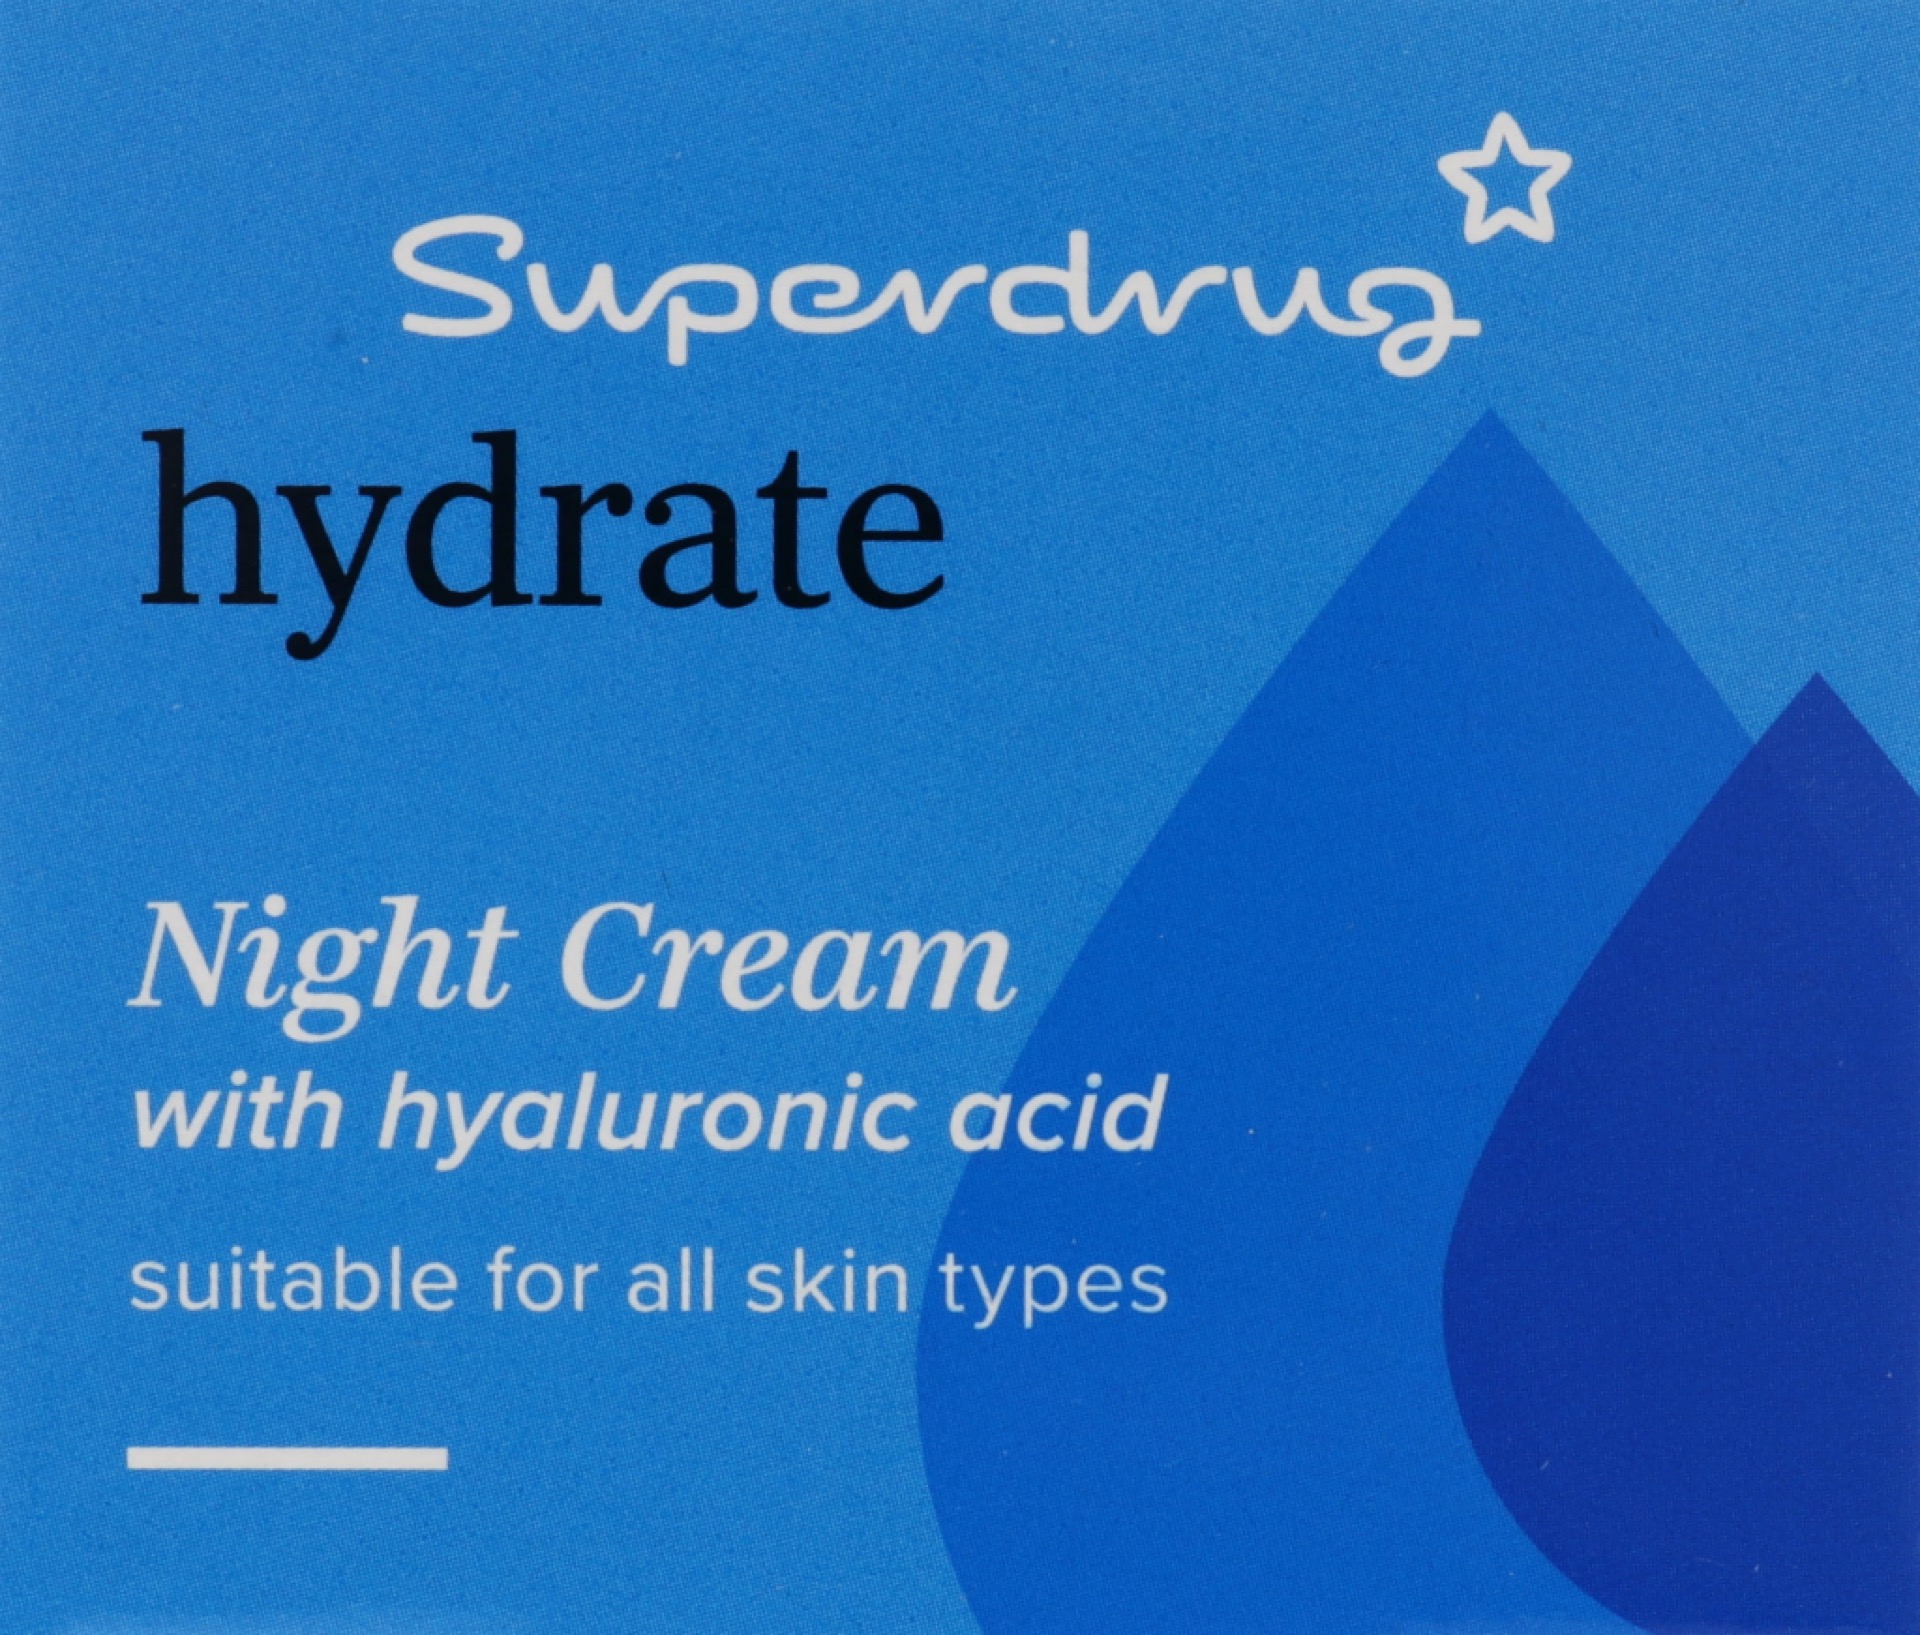 Superdrug
hydrate
Night Cream
with hyaluronic acid
suitable for all skin types